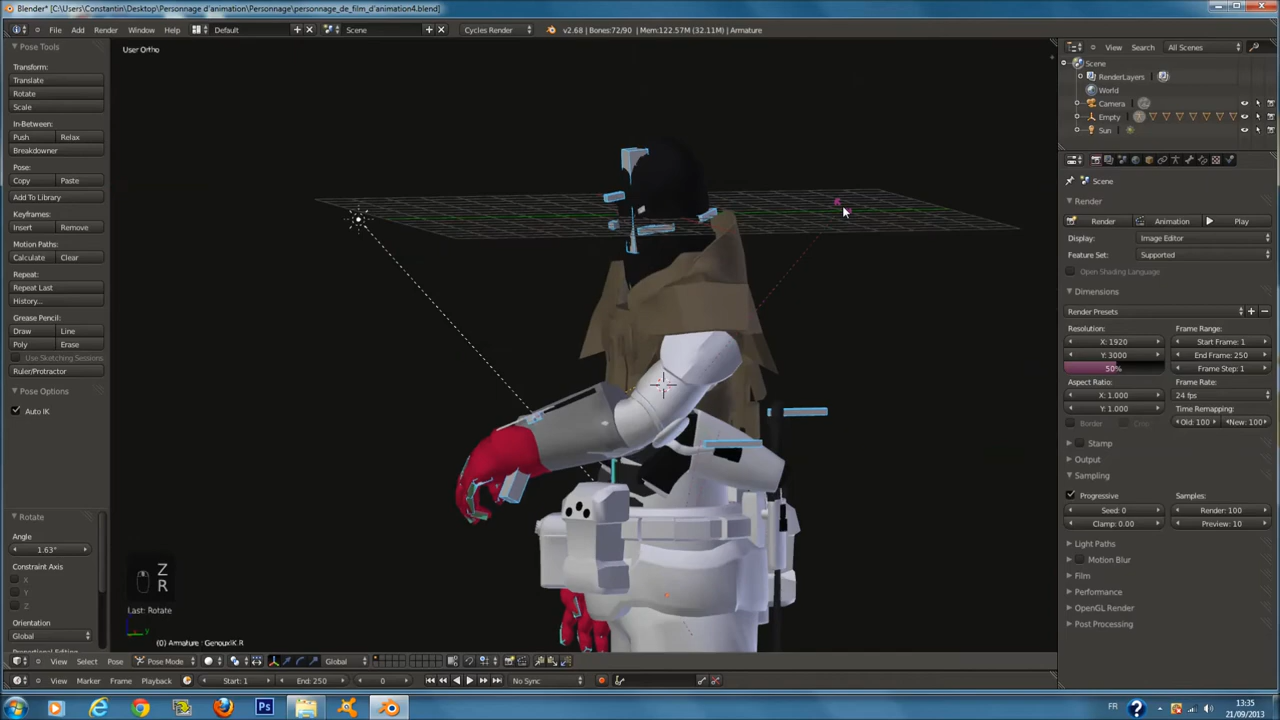 Blender* [C:\Users\Constantin\Desktop\Personnage d'animation\Personnage\personnage_de_film_d'animation4.blend]
File Add Render Window Help Default Scene Cycles Render v2.68 | Bones:72/90 | Mem:122.57M (32.11M) | Armature
Pose Tools
Transform:
Translate
Rotate
Scale
In-Between:
Push Relax
Breakdowner
Pose:
Copy Paste
Add To Library
Keyframes:
Insert Remove
Motion Paths:
Calculate Clear
Repeat:
Repeat Last
History...
Grease Pencil:
Draw Line
Poly Erase
Use Sketching Sessions
Ruler/Protractor
Pose Options
Auto IK
Rotate
Angle
1.63°
Constraint Axis
X
Y
Z
Orientation
Global
User Ortho
Z
R
Last: Rotate
(0) Armature : GenouxIK R
View Select Pose Pose Mode Global
View Marker Frame Playback Start: 1 End: 250 0 No Sync
View Search All Scenes
Scene
RenderLayers
World
Camera
Empty
Sun
Scene
Render
Render Animation Play
Display: Image Editor
Feature Set: Supported
Open Shading Language
Dimensions
Render Presets
Resolution: Frame Range:
X: 1920 Start Frame: 1
Y: 3000 End Frame: 250
50% Frame Step: 1
Aspect Ratio: Frame Rate:
X: 1.000 24 fps
Y: 1.000 Time Remapping:
Border Crop Old: 100 New: 100
Stamp
Output
Sampling
Progressive Samples:
Seed: 0 Render: 100
Clamp: 0.00 Preview: 10
Light Paths
Motion Blur
Film
Performance
OpenGL Render
Post Processing
Ps FR 13:35
21/09/2013